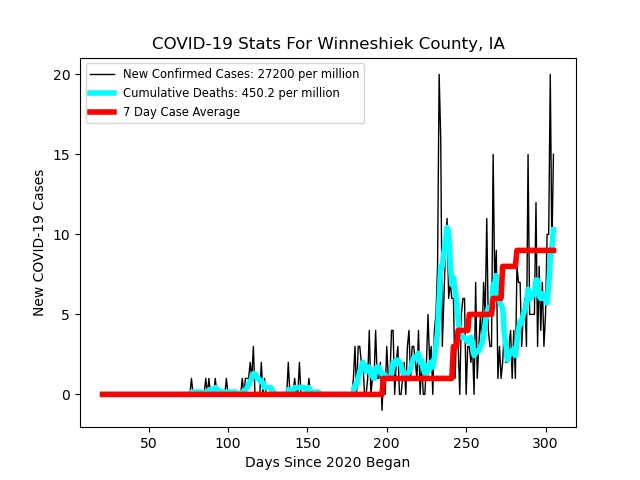 COVID-19 Stats For Winneshiek County, IA
New Confirmed Cases: 27200 per million
Cumulative Deaths: 450.2 per million
7 Day Case Average
20
15
10
5
0
New COVID-19 Cases
50 100 150 200 250 300
Days Since 2020 Began